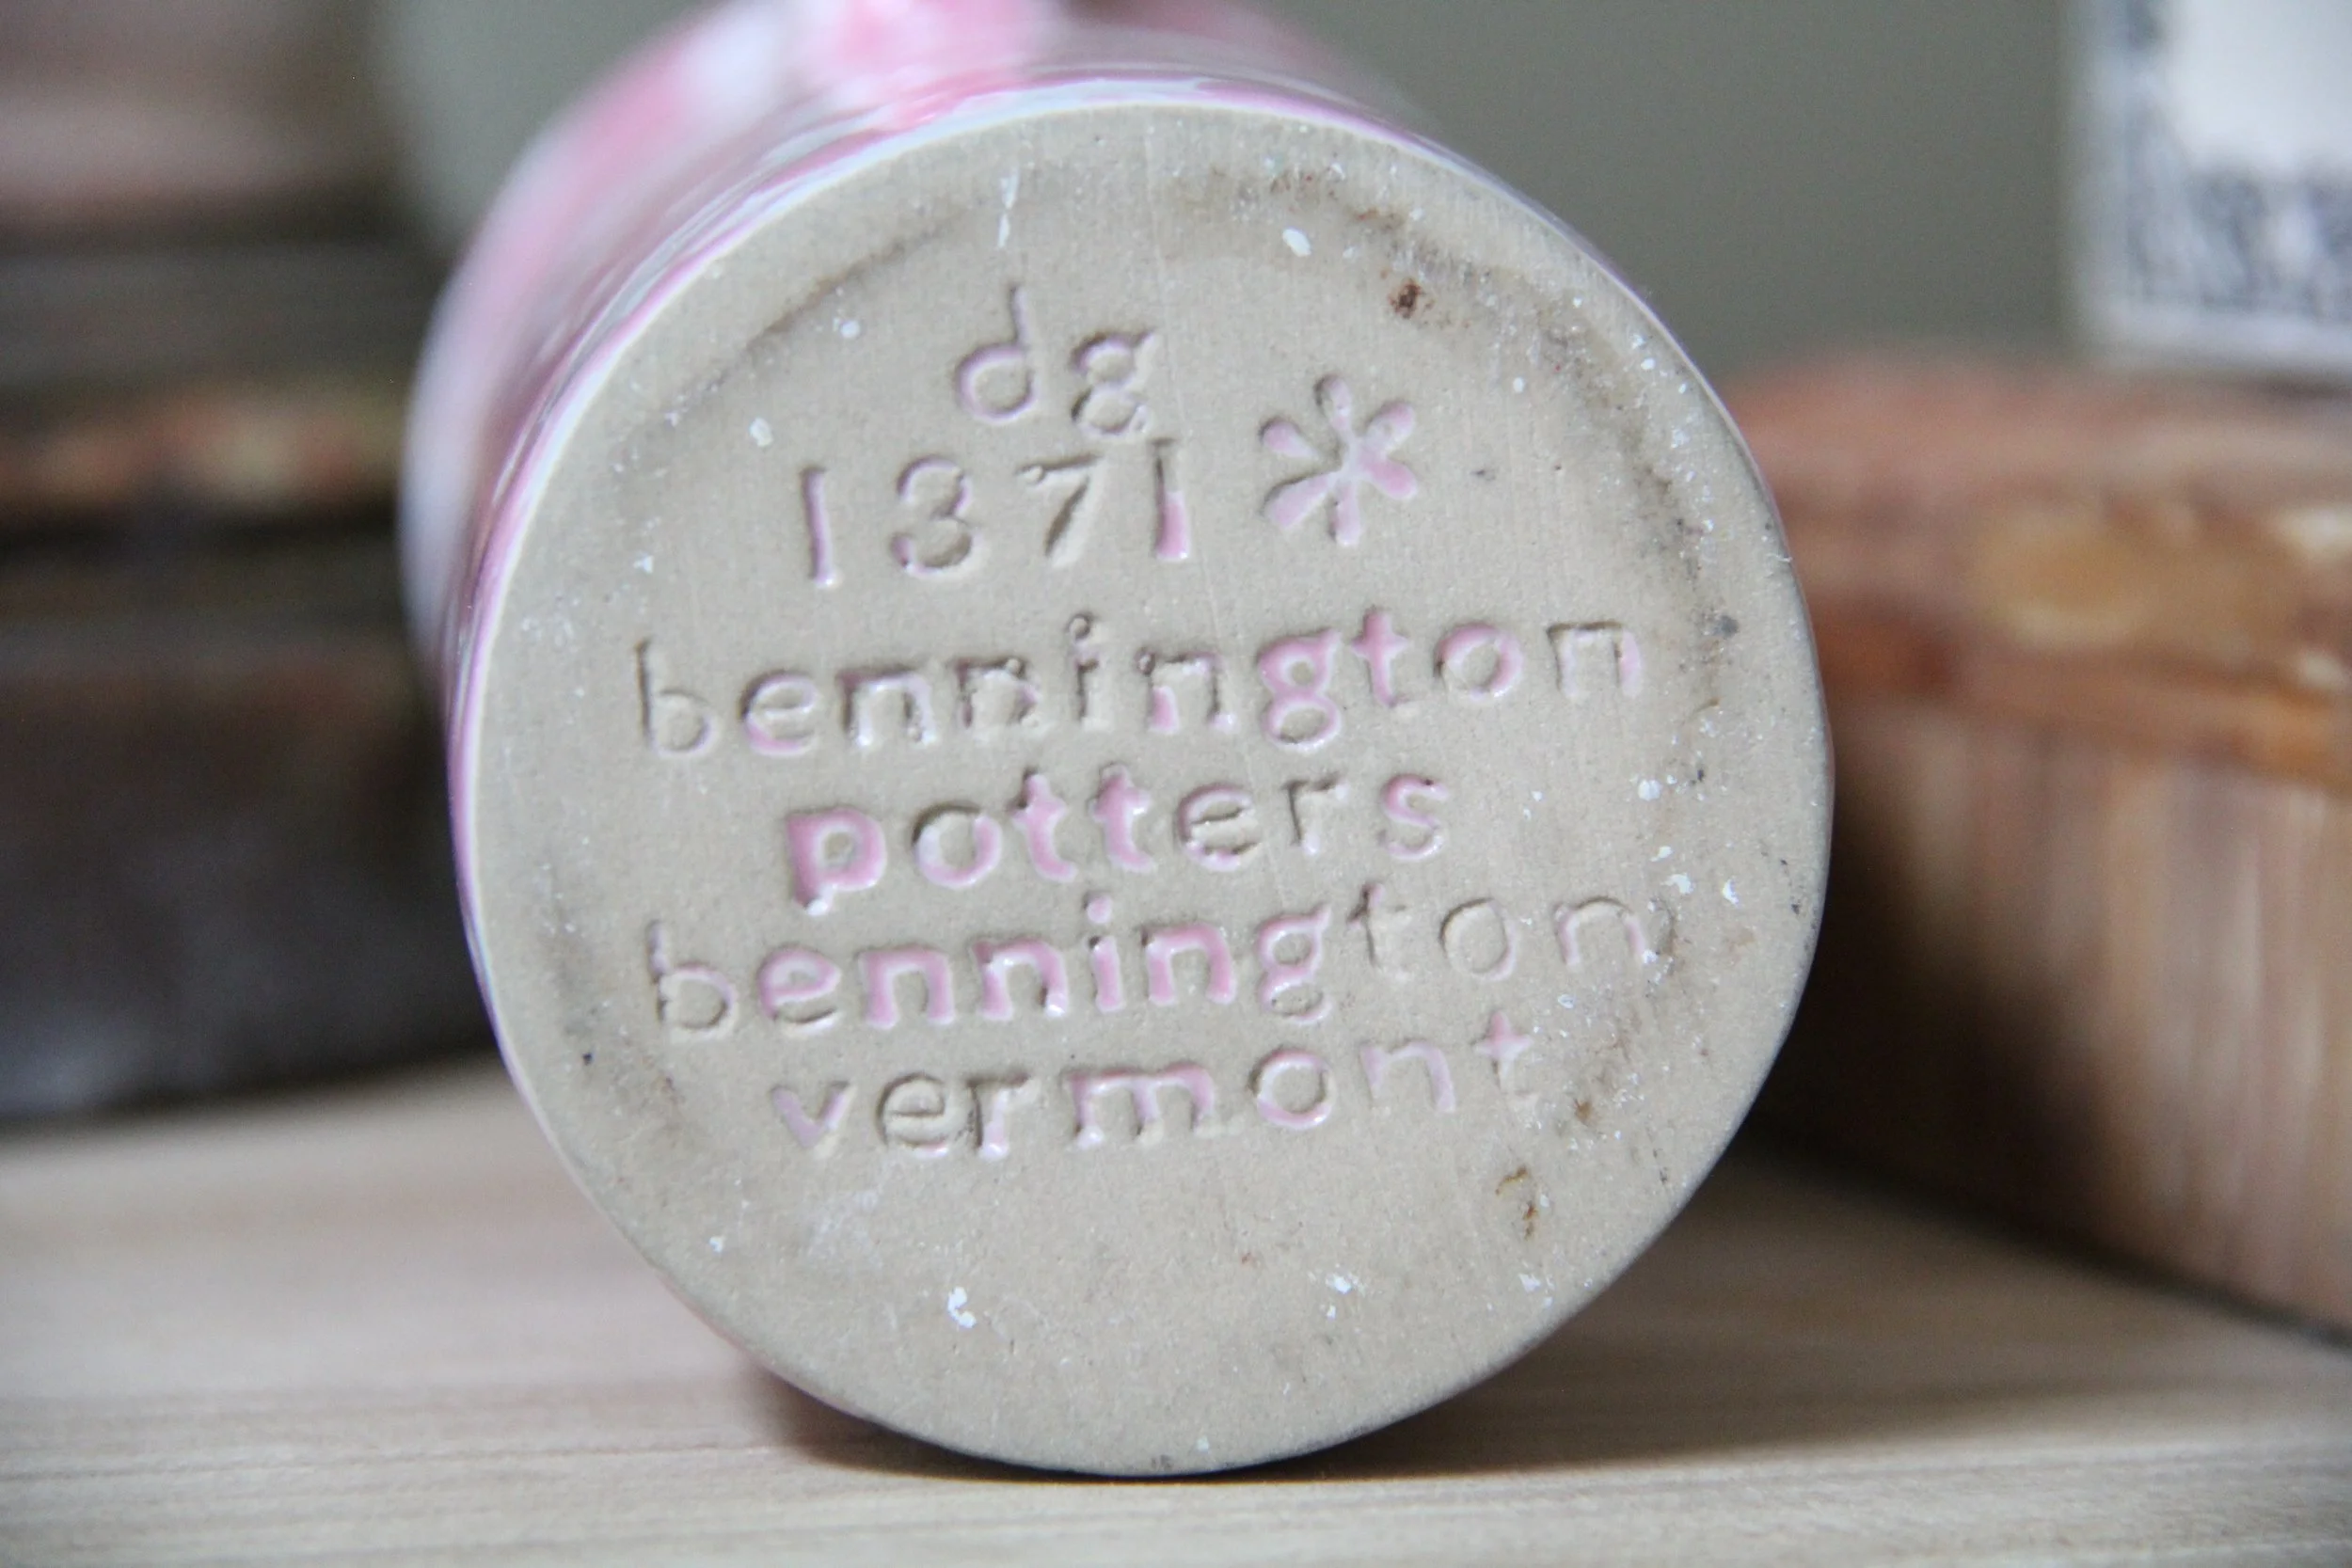 dg
1371 *
bennington
potters
bennington
vermont